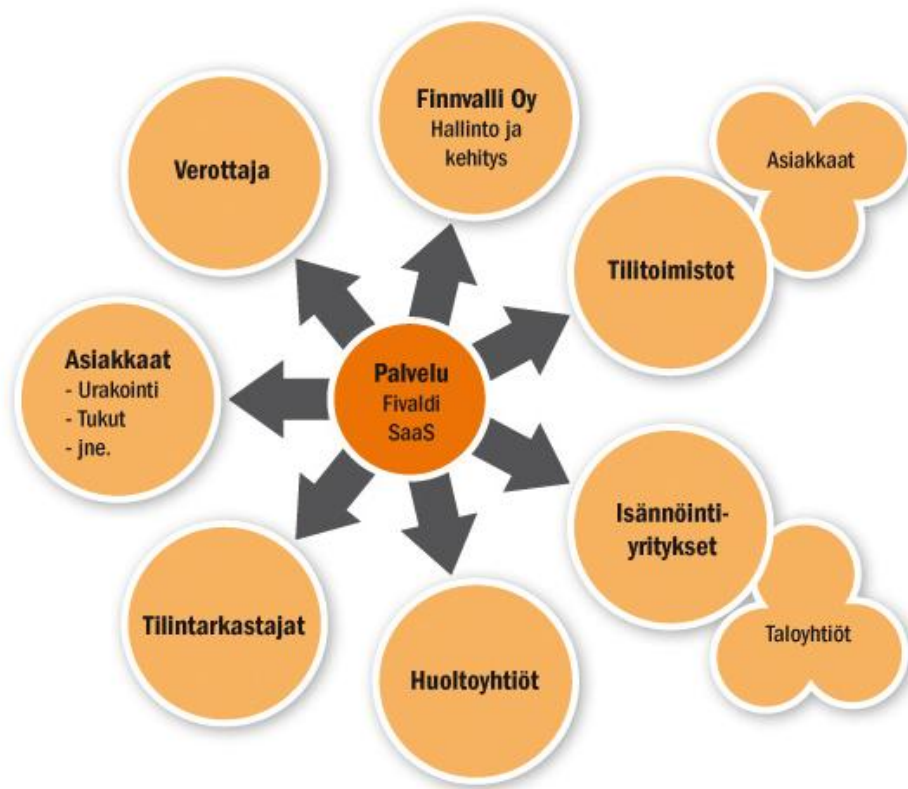 Finnvalli Oy
Hallinto ja
kehitys
Verottaja
Asiakkaat
Tilitoimistot
Asiakkaat
- Urakointi
- Tukut
- jne.
Palvelu
Fivaldi
SaaS
Isännöinti-
yritykset
Tilintarkastajat
Taloyhtiöt
Huoltoyhtiöt